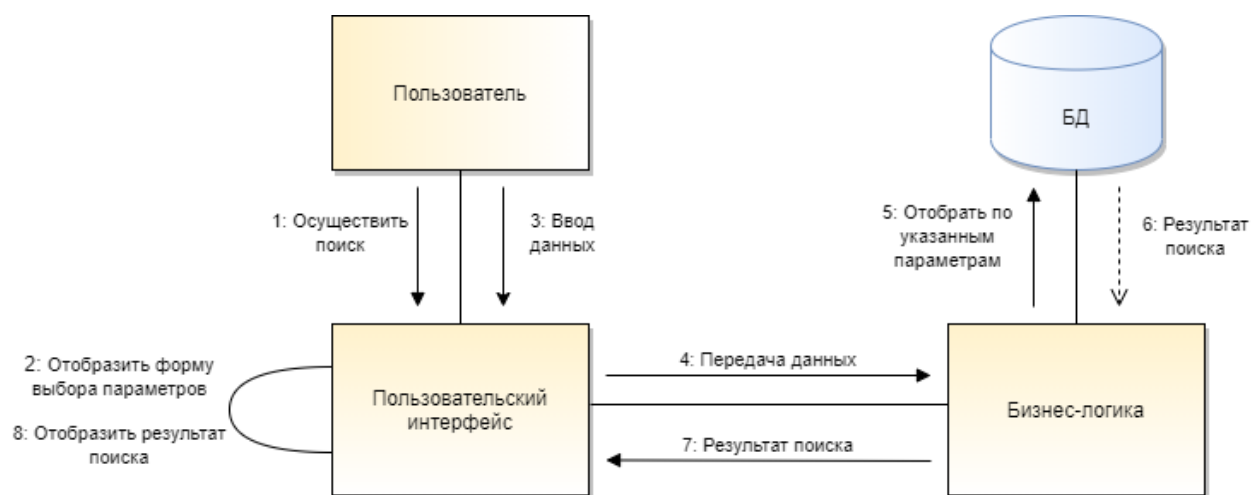 Пользователь
БД
1: Осуществить
поиск
3: Ввод
данных
5: Отобрать по
указанным
параметрам
6: Результат
поиска
2: Отобразить форму
выбора параметров
8: Отобразить результат
поиска
Пользовательский
интерфейс
4: Передача данных
7: Результат поиска
Бизнес-логика